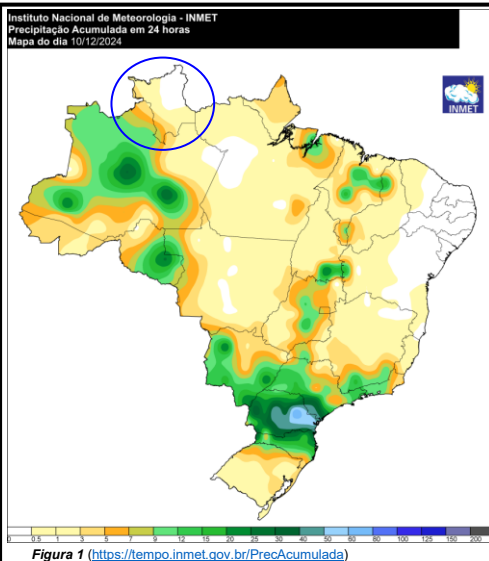 Instituto Nacional de Meteorologia - INMET
Precipitação Acumulada em 24 horas
Mapa do dia 10/12/2024
INMET
0 0.5 1 3 5 7 9 12 15 20 25 30 40 50 60 80 100 125 150 200
Figura 1 (https://tempo.inmet.gov.br/PrecAcumulada)